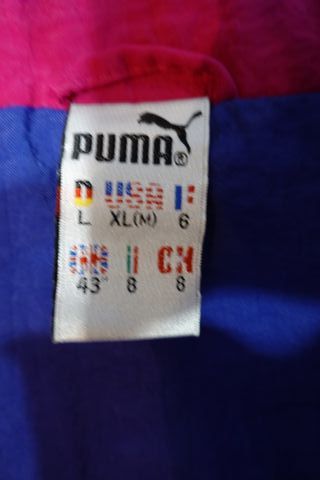 PUMA®
D USA F
L XL(M) 6
GB I CH
43" 8 8